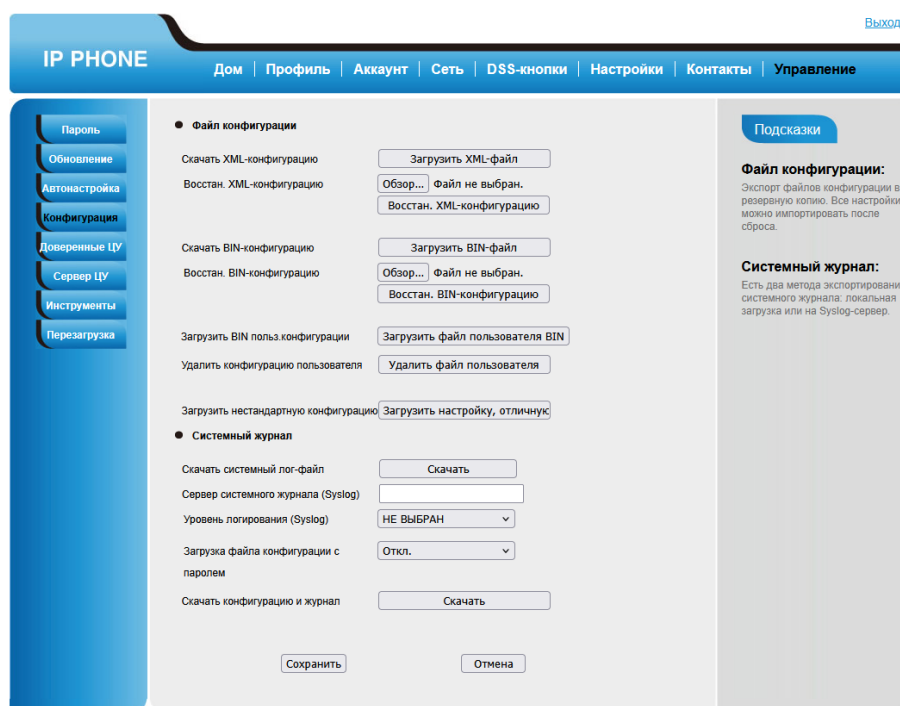 Выход
IP PHONE
Дом | Профиль | Аккаунт | Сеть | DSS-кнопки | Настройки | Контакты | Управление
Пароль
Обновление
Автонастройка
Конфигурация
Доверенные ЦУ
Сервер ЦУ
Инструменты
Перезагрузка
Файл конфигурации
Скачать XML-конфигурацию Загрузить XML-файл
Восстан. XML-конфигурацию Обзор... Файл не выбран.
Восстан. XML-конфигурацию
Скачать BIN-конфигурацию Загрузить BIN-файл
Восстан. BIN-конфигурацию Обзор... Файл не выбран.
Восстан. BIN-конфигурацию
Загрузить BIN польз.конфигурации Загрузить файл пользователя BIN
Удалить конфигурацию пользователя Удалить файл пользователя
Загрузить нестандартную конфигурацию Загрузить настройку, отличную
Системный журнал
Скачать системный лог-файл Скачать
Сервер системного журнала (Syslog)
Уровень логирования (Syslog) НЕ ВЫБРАН
Загрузка файла конфигурации с Откл.
паролем
Скачать конфигурацию и журнал Скачать
Сохранить Отмена
Подсказки
Файл конфигурации:
Экспорт файлов конфигурации в
резервную копию. Все настройки
можно импортировать после
сброса.
Системный журнал:
Есть два метода экспортировани
системного журнала: локальная
загрузка или на Syslog-сервер.